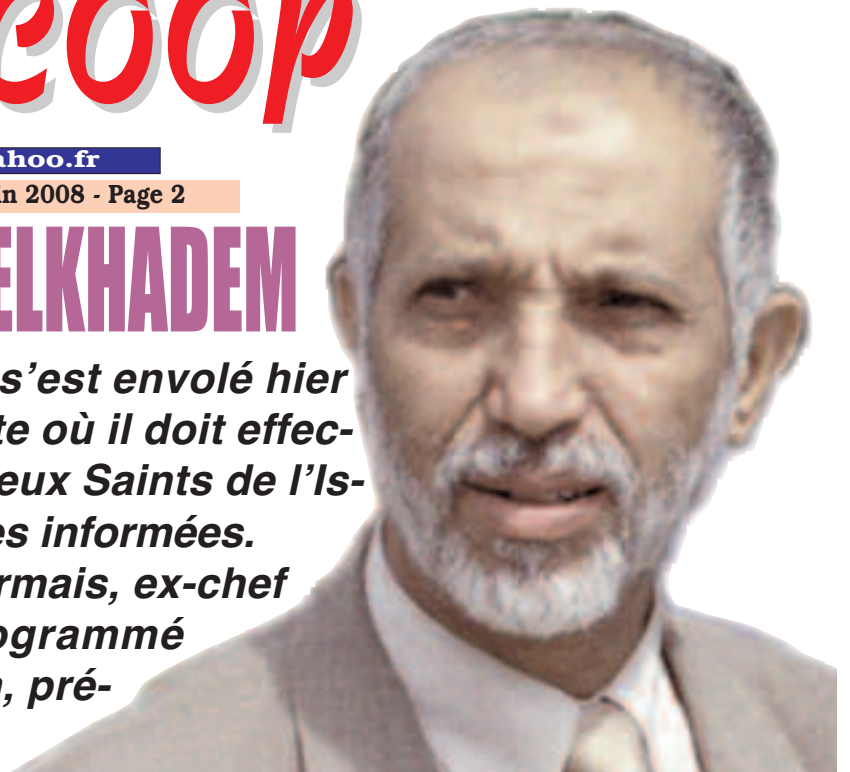 coop
ahoo.fr
in 2008 - Page 2
ELKHADEM
s’est envolé hier
te où il doit effec-
eux Saints de l’Is-
es informées.
rmais, ex-chef
ogrammé
, pré-